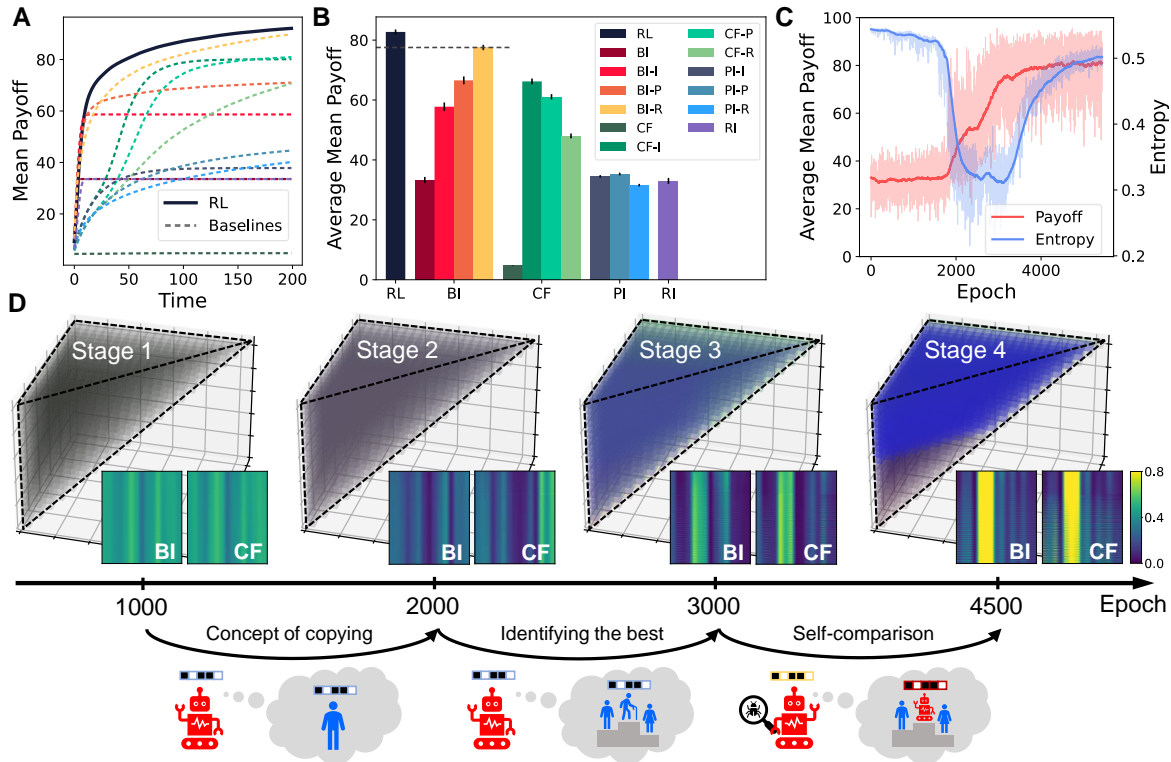 A
Mean Payoff
80
60
40
20
0
50
100
150
200
Time
RL
Baselines
B
Average Mean Payoff
80
60
40
20
0
RL
BI
CF
PI
RI
RL
BI
BI-I
BI-P
BI-R
CF
CF-I
CF-P
CF-R
PI-I
PI-P
PI-R
RI
C
Average Mean Payoff
100
80
60
40
20
0
0
2000
4000
Epoch
0.5
0.4
0.3
0.2
Entropy
Payoff
Entropy
D
Stage 1
BI
CF
Stage 2
BI
CF
Stage 3
BI
CF
Stage 4
BI
CF
0.8
0.4
0.0
1000
2000
3000
4500
Epoch
Concept of copying
Identifying the best
Self-comparison